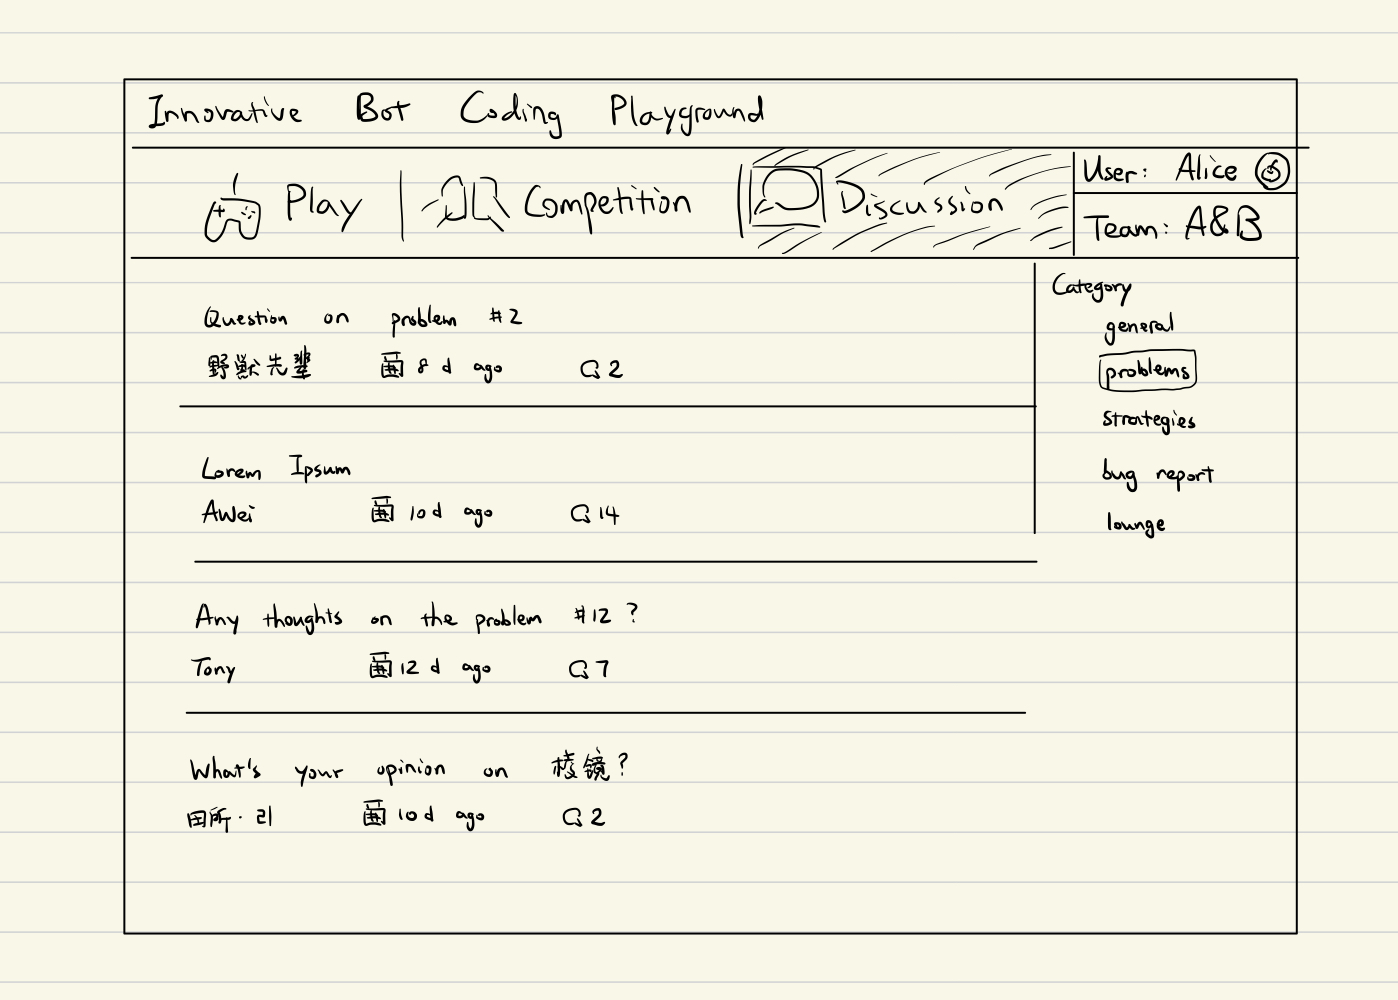 Innovative Bot Coding Playground
Play
Competition
Discussion
User: Alice
Team: A&B
Question on problem #2
野獣先輩 8 d ago 2
Lorem Ipsum
AWei 10 d ago 14
Any thoughts on the problem #12 ?
Tony 12 d ago 7
What's your opinion on 棱镜?
田所·리 10 d ago 2
Category
general
problems
strategies
bug report
lounge